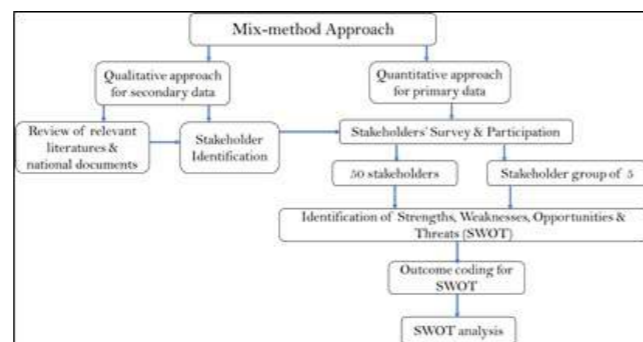 Mix-method Approach
Qualitative approach
for secondary data
Quantitative approach
for primary data
Review of relevant
literatures &
national documents
Stakeholder
Identification
Stakeholders' Survey & Participation
50 stakeholders
Stakeholder group of 5
Identification of Strengths, Weaknesses, Opportunities &
Threats (SWOT)
Outcome coding for
SWOT
SWOT analysis